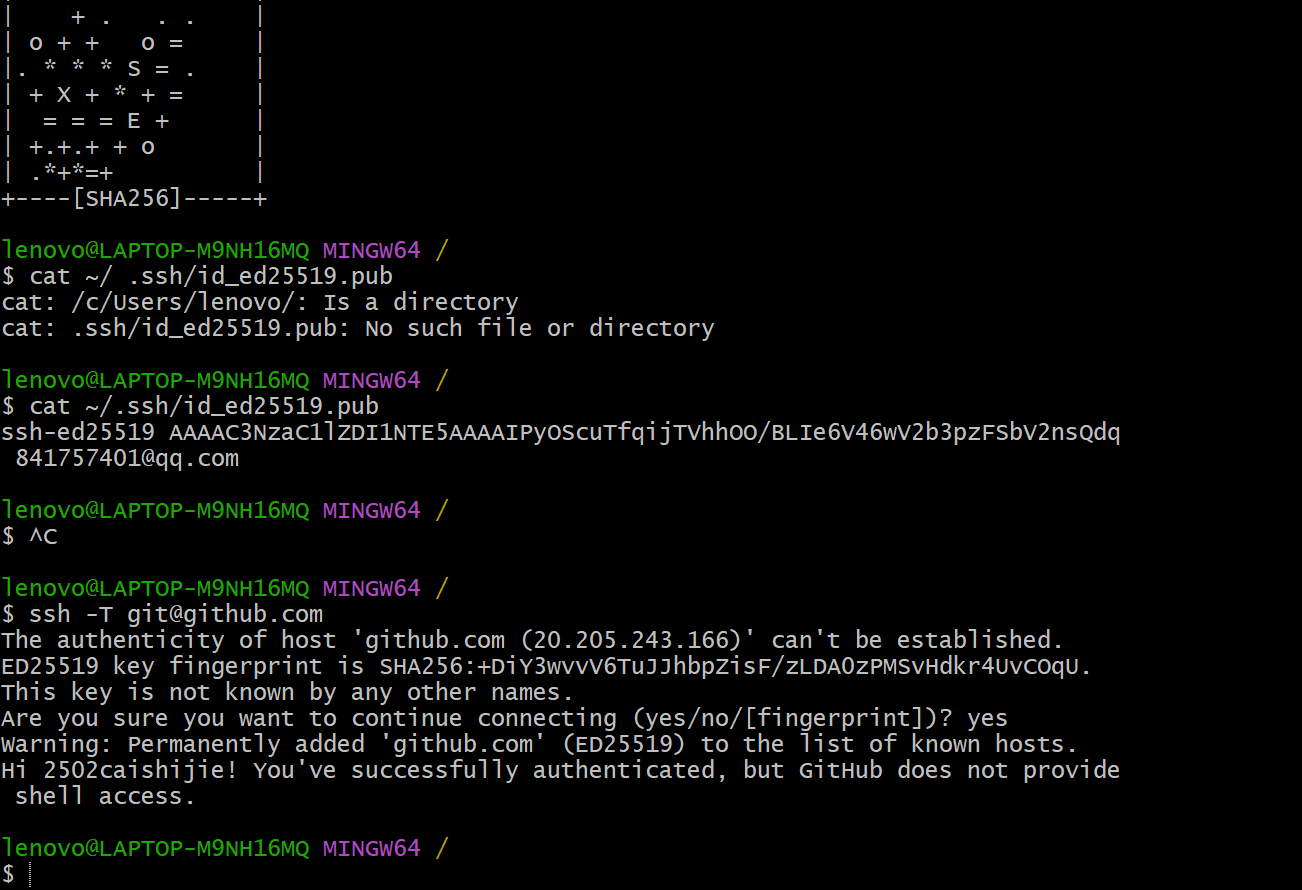 |    + .   . .    |
| o + +   o =     |
|. * * * S = .    |
| + X + * + =     |
|  = = = E +      |
| +.+.+ + o       |
| .*+*=+          |
+----[SHA256]-----+
lenovo@LAPTOP-M9NH16MQ MINGW64 /
$ cat ~/ .ssh/id_ed25519.pub
cat: /c/Users/lenovo/: Is a directory
cat: .ssh/id_ed25519.pub: No such file or directory
lenovo@LAPTOP-M9NH16MQ MINGW64 /
$ cat ~/.ssh/id_ed25519.pub
ssh-ed25519 AAAAC3NzaC1lZDI1NTE5AAAAIPyOScuTfqijTVhhOO/BLIe6V46wV2b3pzFSbV2nsQdq
 841757401@qq.com
lenovo@LAPTOP-M9NH16MQ MINGW64 /
$ ^C
lenovo@LAPTOP-M9NH16MQ MINGW64 /
$ ssh -T git@github.com
The authenticity of host 'github.com (20.205.243.166)' can't be established.
ED25519 key fingerprint is SHA256:+DiY3wvvV6TuJJhbpZisF/zLDA0zPMSvHdkr4UvCOqU.
This key is not known by any other names.
Are you sure you want to continue connecting (yes/no/[fingerprint])? yes
Warning: Permanently added 'github.com' (ED25519) to the list of known hosts.
Hi 2502caishijie! You've successfully authenticated, but GitHub does not provide
 shell access.
lenovo@LAPTOP-M9NH16MQ MINGW64 /
$